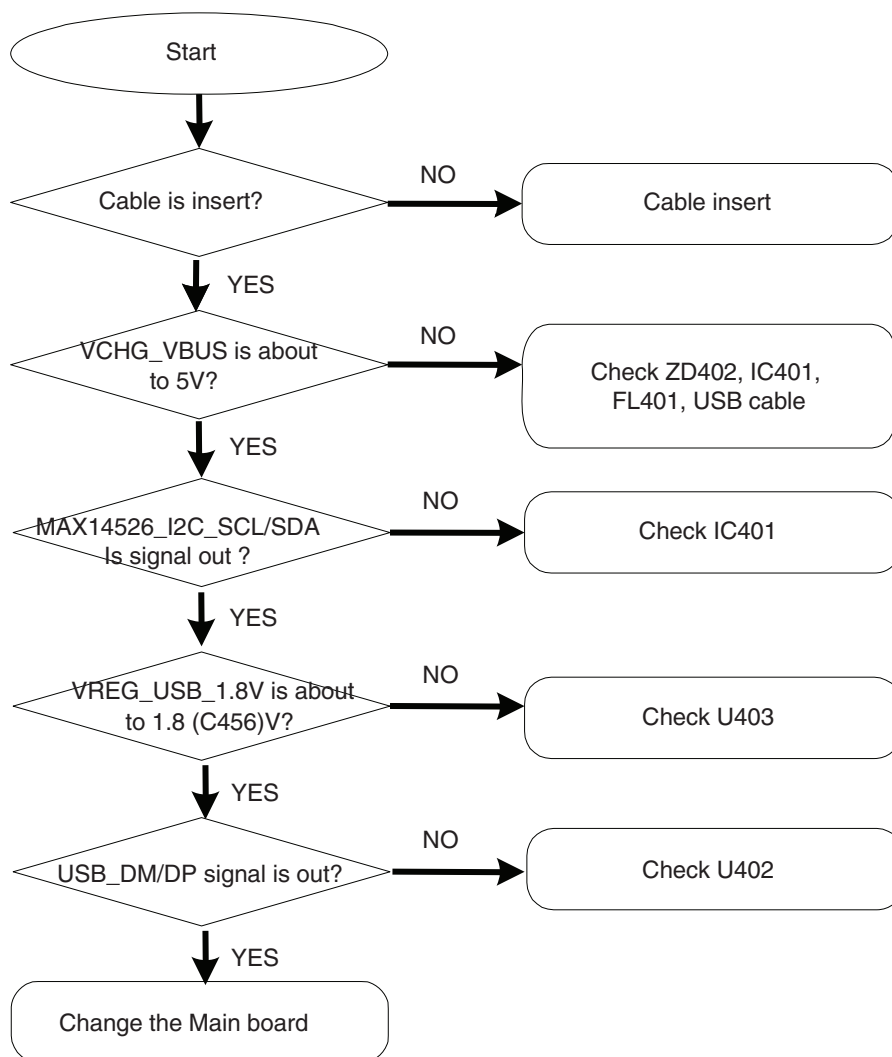 Start
Cable is insert?
NO
Cable insert
YES
VCHG_VBUS is about
to 5V?
NO
Check ZD402, IC401,
FL401, USB cable
YES
MAX14526_I2C_SCL/SDA
Is signal out ?
NO
Check IC401
YES
VREG_USB_1.8V is about
to 1.8 (C456)V?
NO
Check U403
YES
USB_DM/DP signal is out?
NO
Check U402
YES
Change the Main board